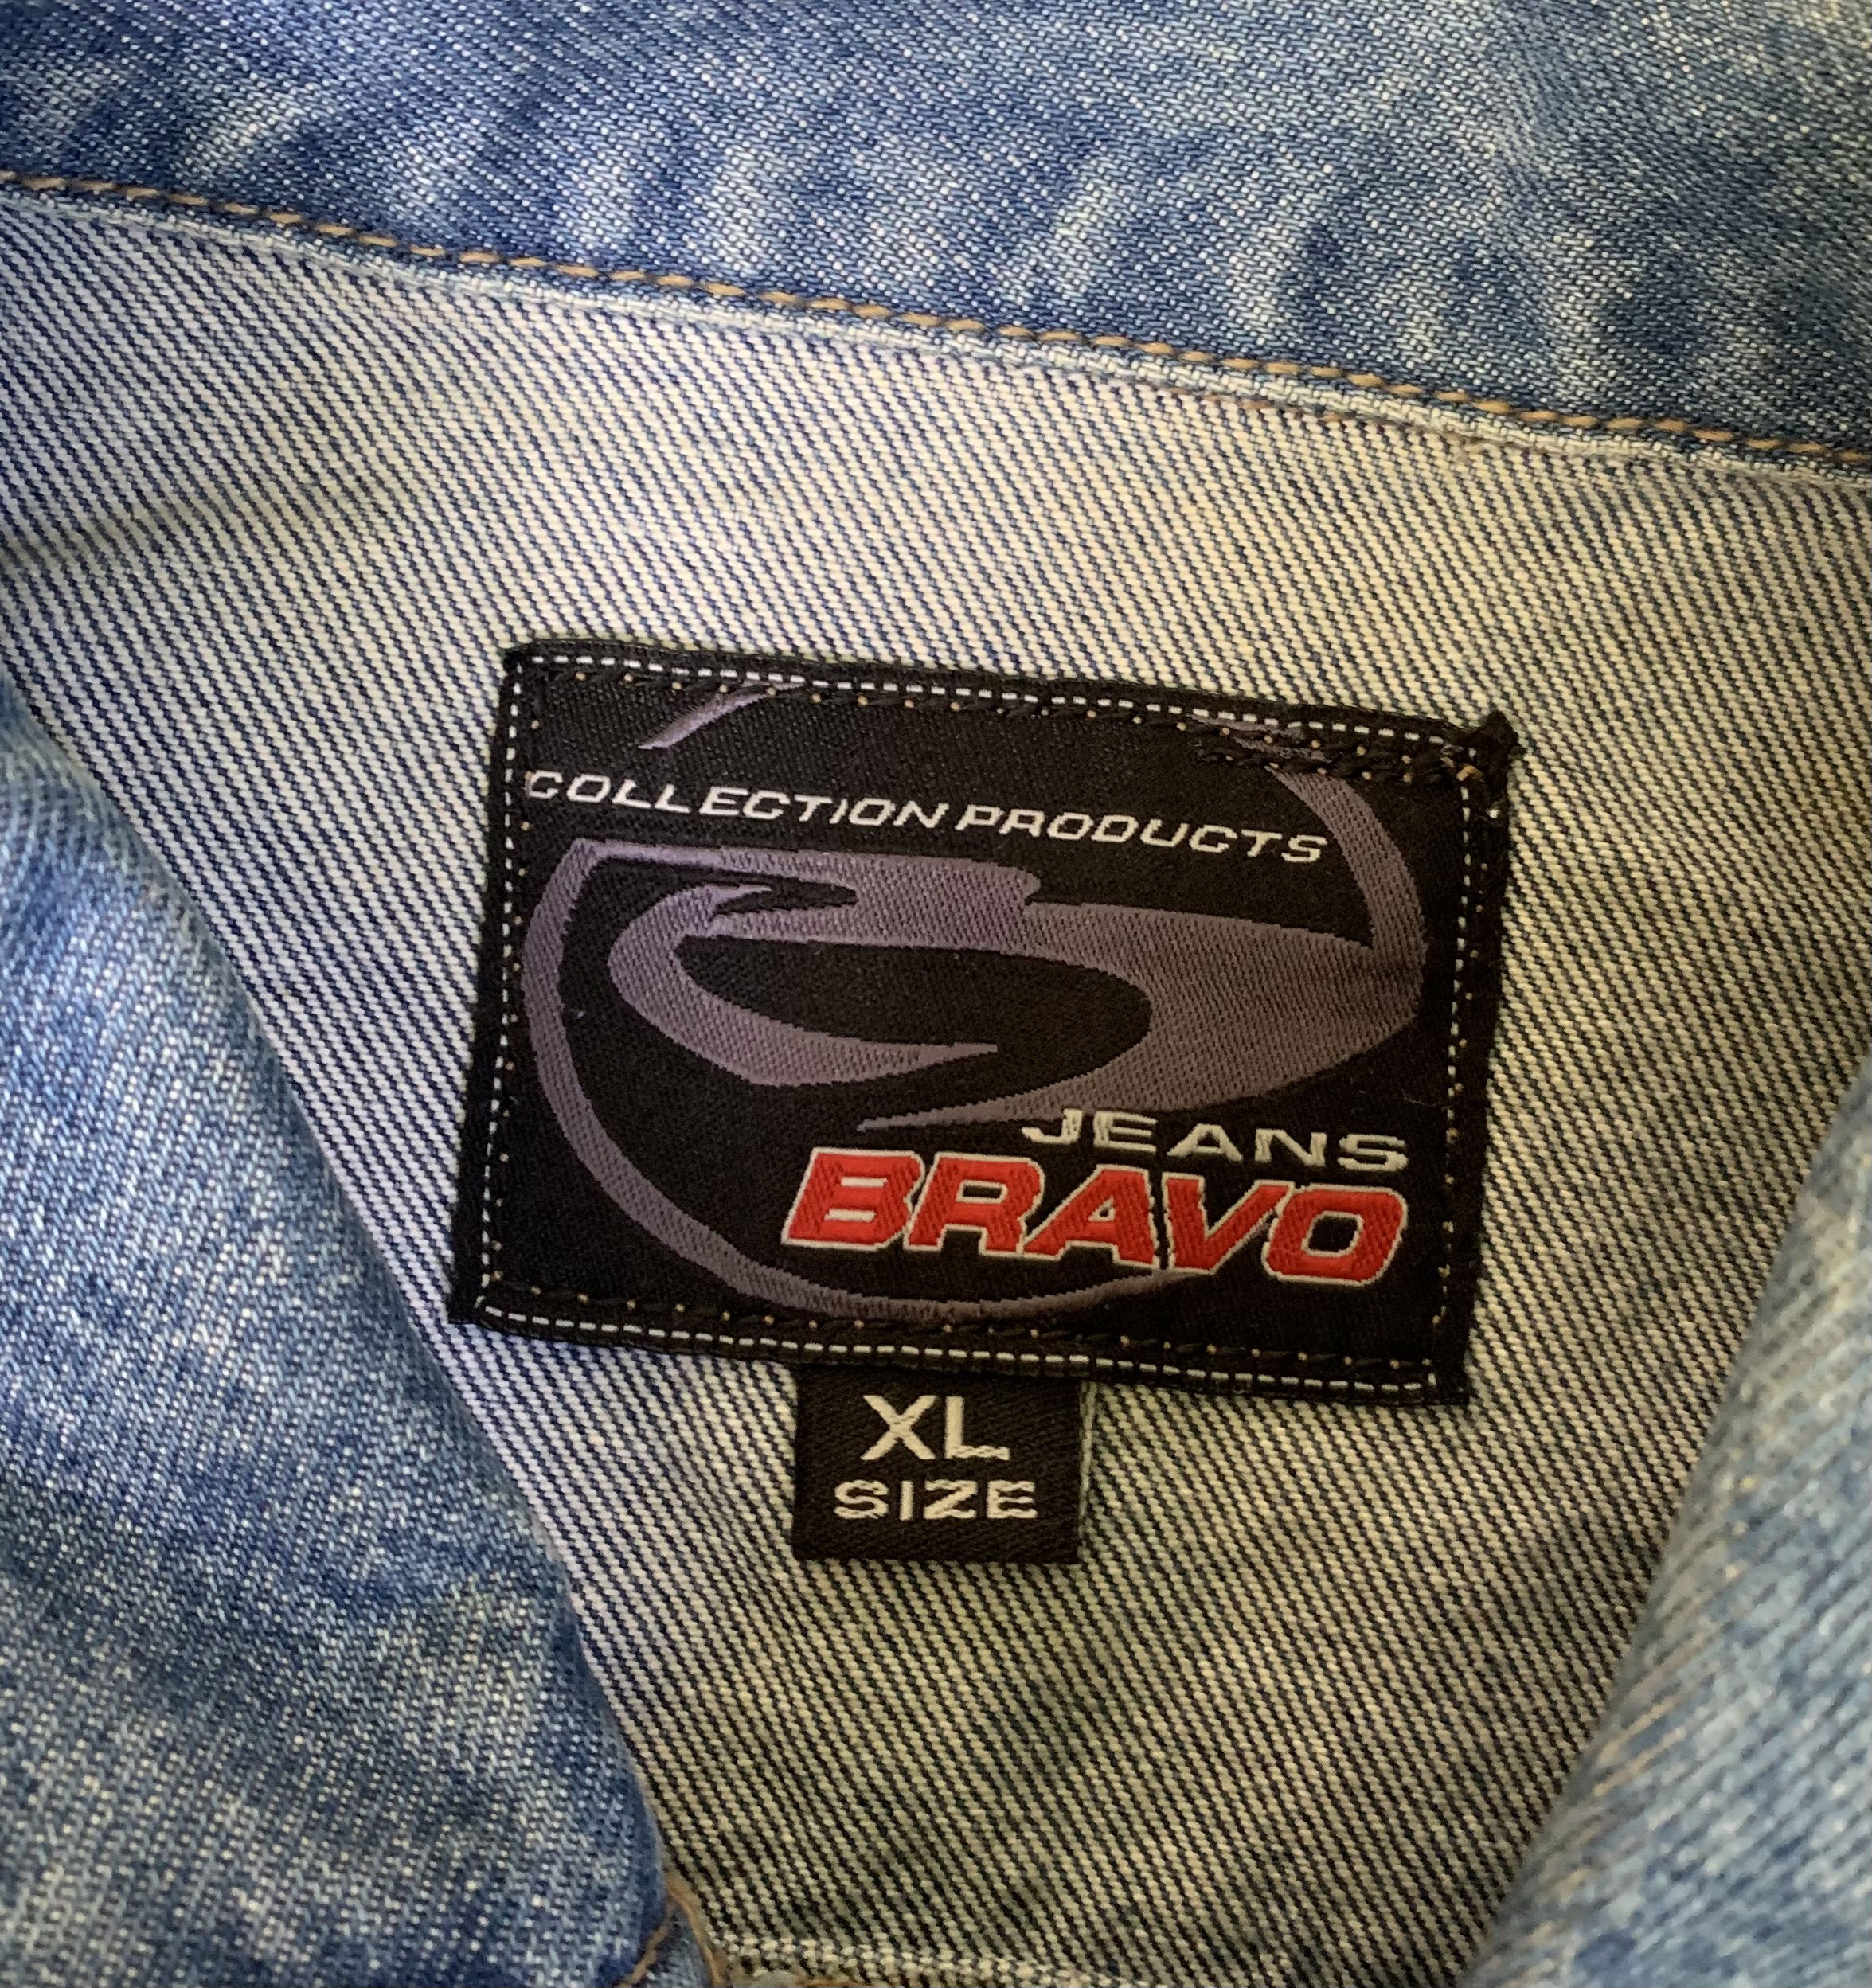 COLLECTION PRODUCTS
JEANS
BRAVO
XL
SIZE